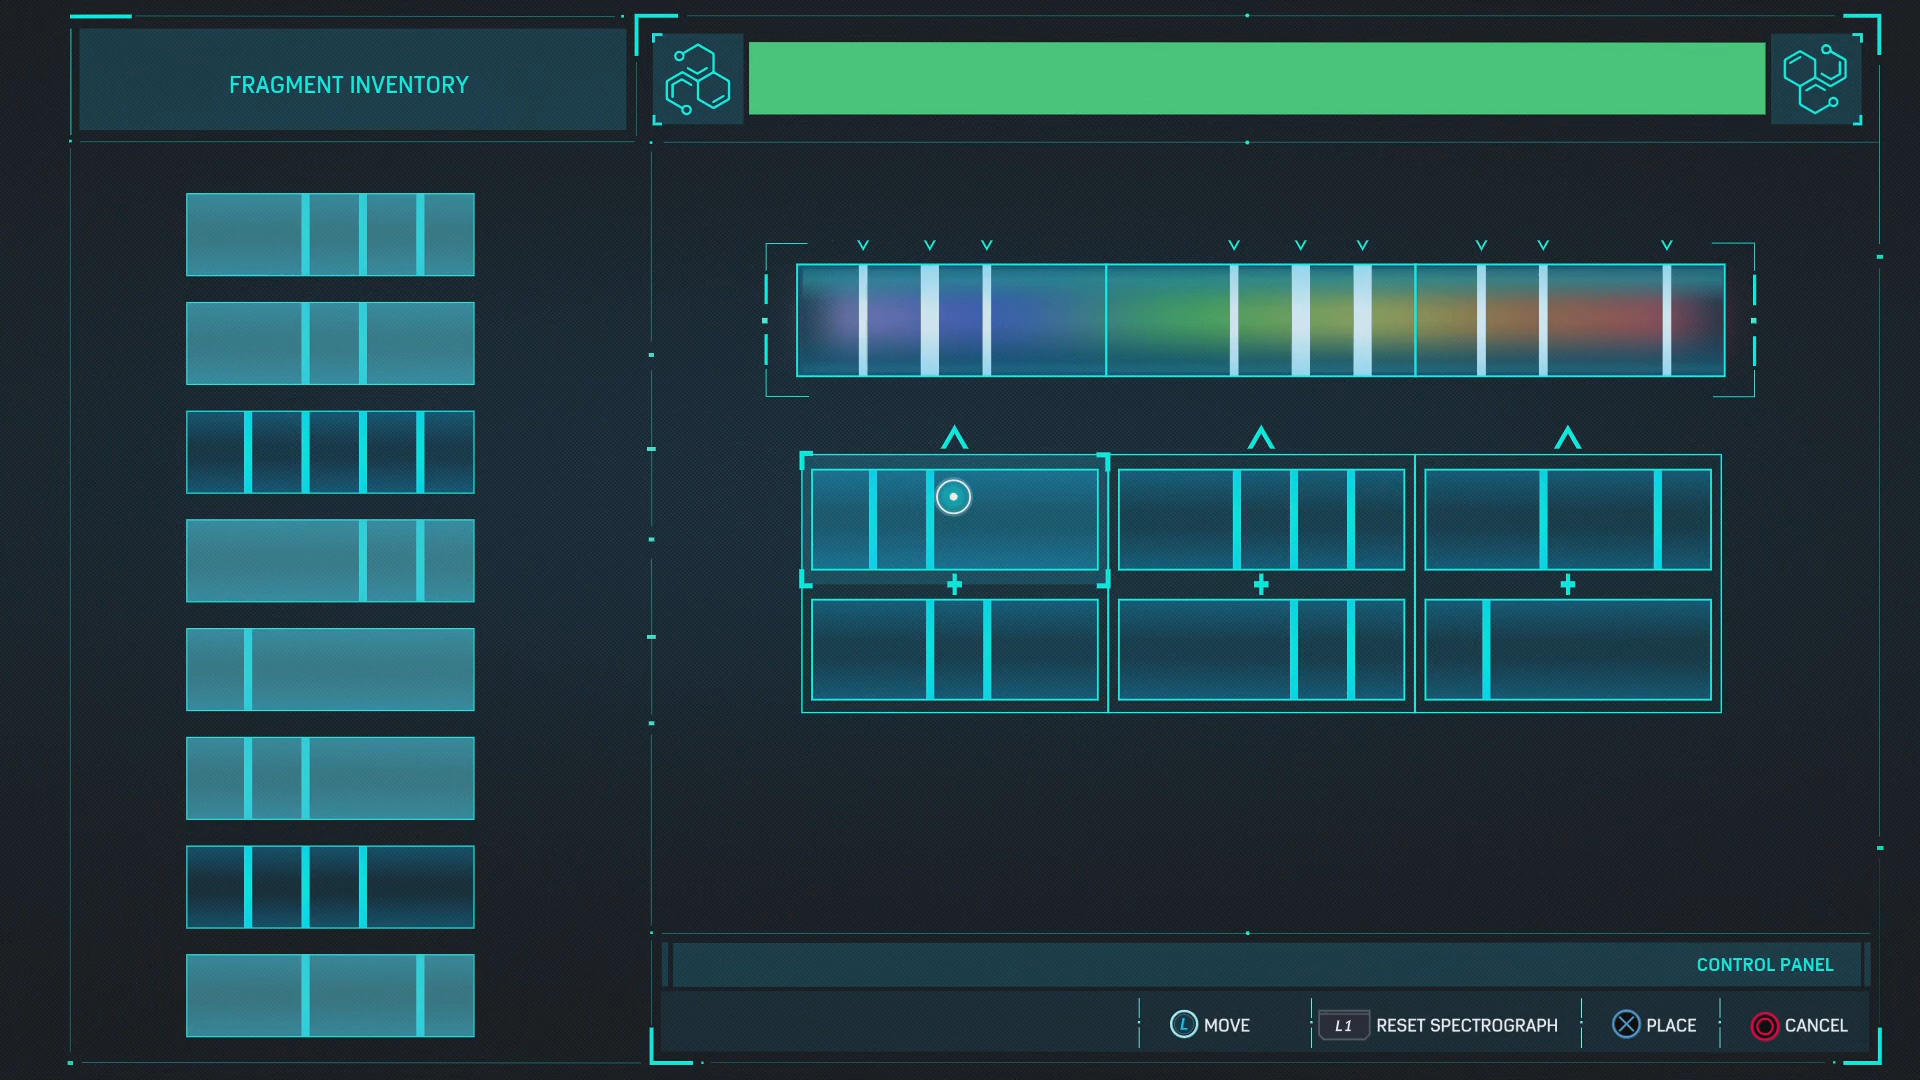 FRAGMENT INVENTORY
CONTROL PANEL
L MOVE
L1 RESET SPECTROGRAPH
PLACE
CANCEL